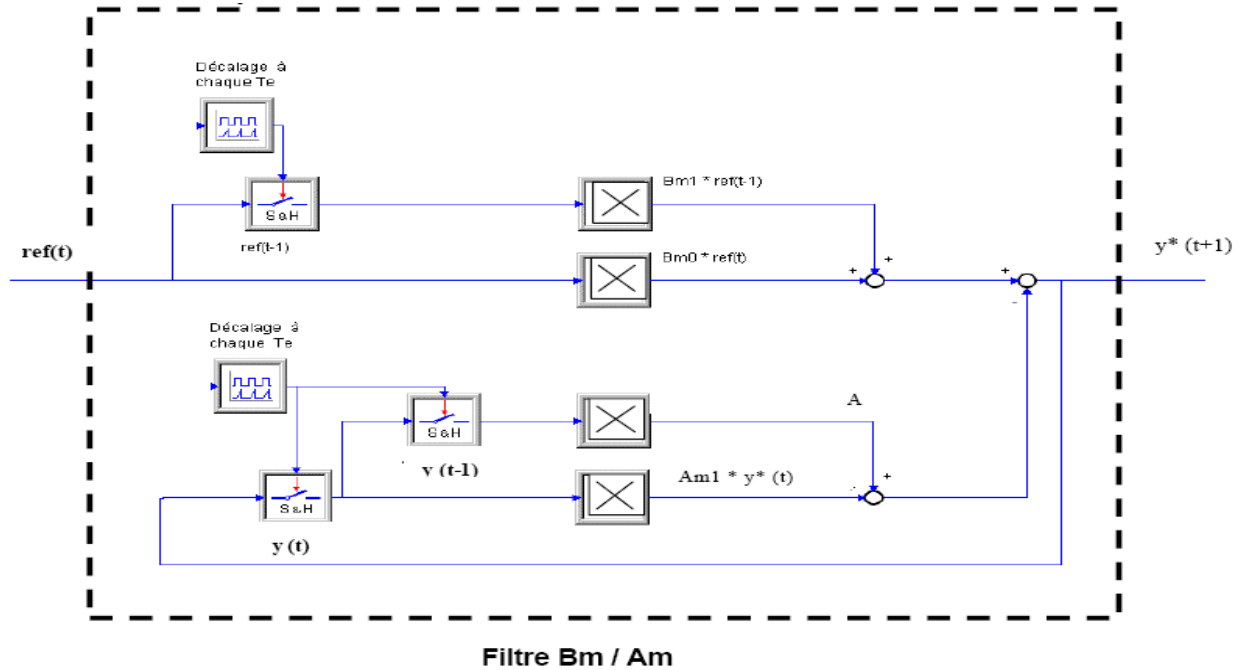 Décalage à
chaque Te
S&H
Bm1 * ref(t-1)
ref(t)
ref(t-1)
Bm0 * ref(t)
y* (t+1)
+
+
+
-
Décalage à
chaque Te
S&H
A
v (t-1)
Am1 * y* (t)
+
S&H
y (t)
Filtre Bm / Am